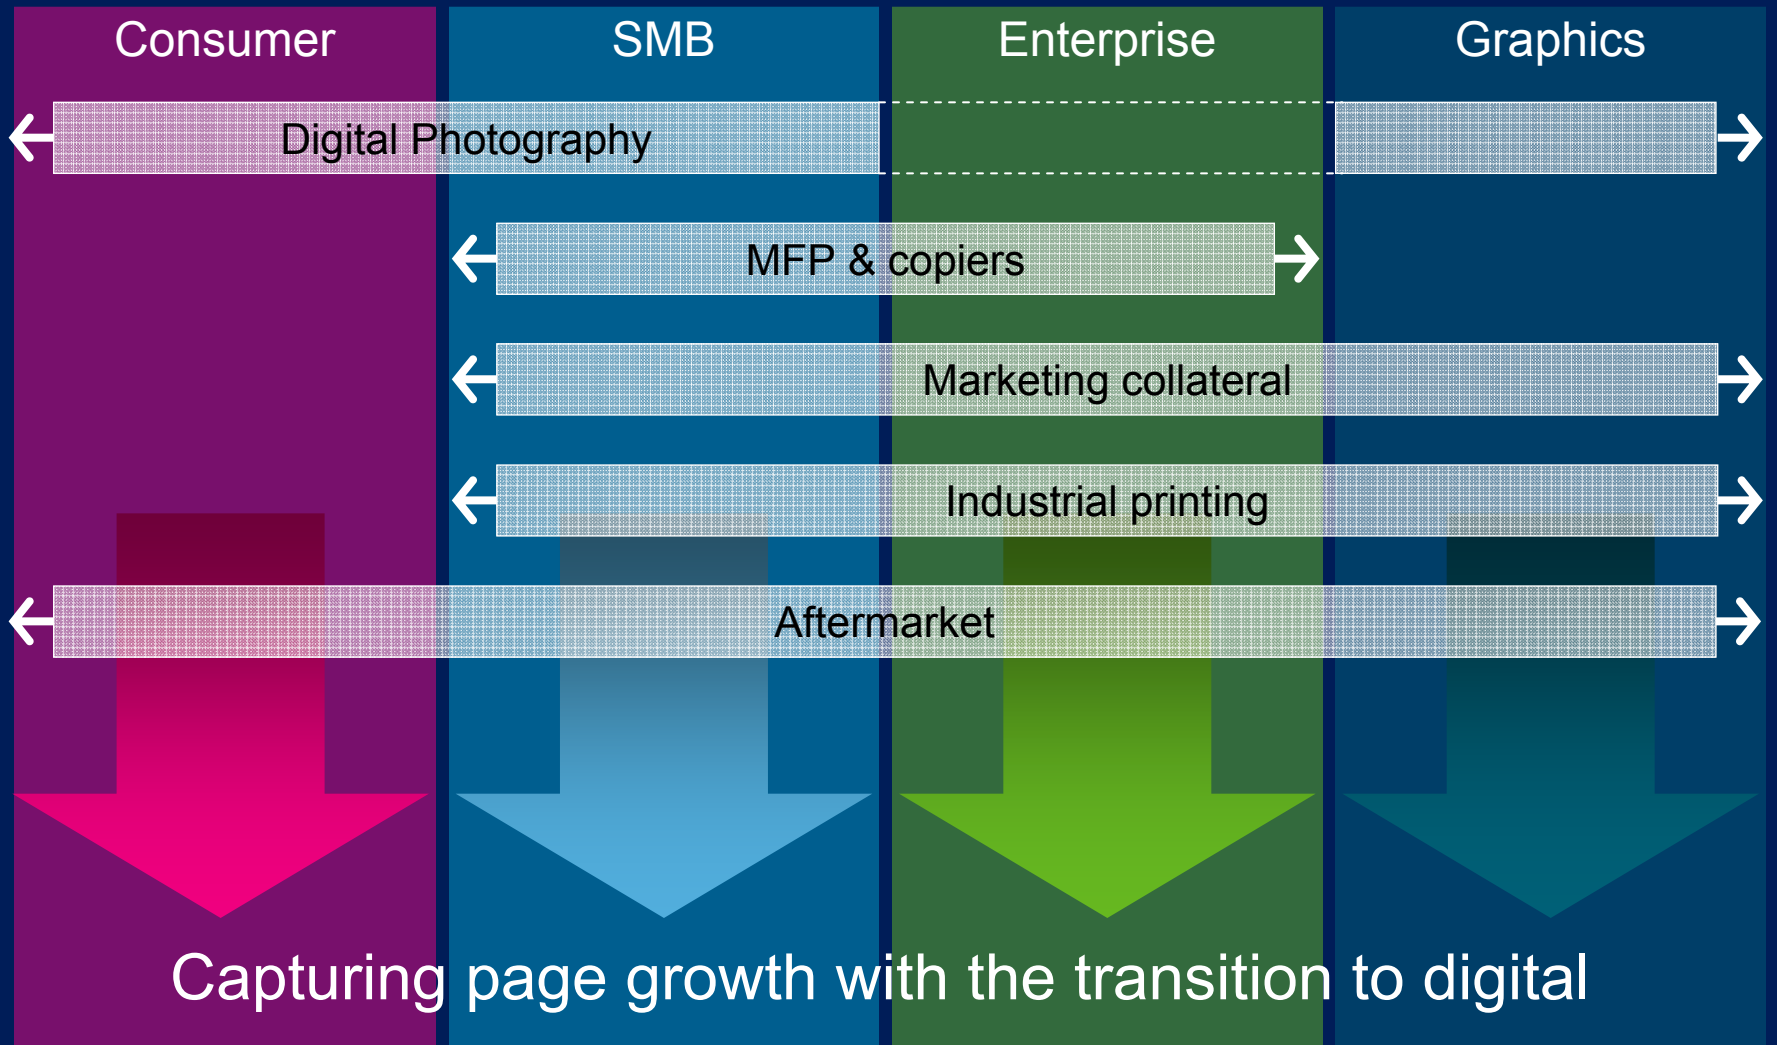 Consumer
SMB
Enterprise
Graphics
Digital Photography
MFP & copiers
Marketing collateral
Industrial printing
Aftermarket
Capturing page growth with the transition to digital